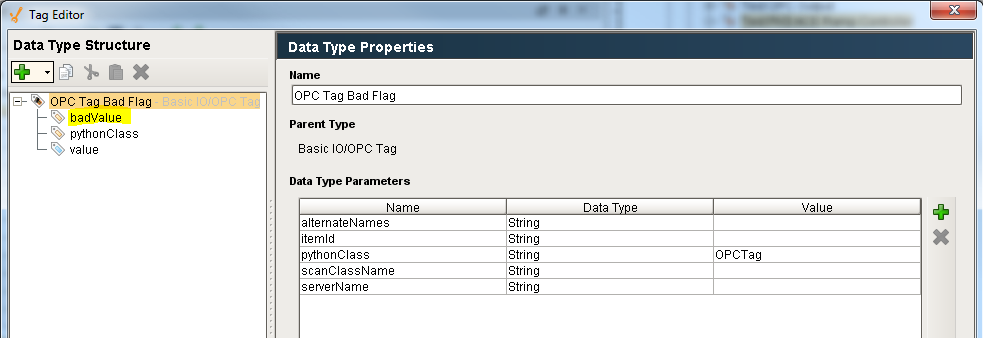 Tag Editor
Data Type Structure
OPC Tag Bad Flag - Basic IO/OPC Tag
badValue
pythonClass
value
Data Type Properties
Name
OPC Tag Bad Flag
Parent Type
Basic IO/OPC Tag
Data Type Parameters
Name Data Type Value
alternateNames String
itemId String
pythonClass String OPCTag
scanClassName String
serverName String